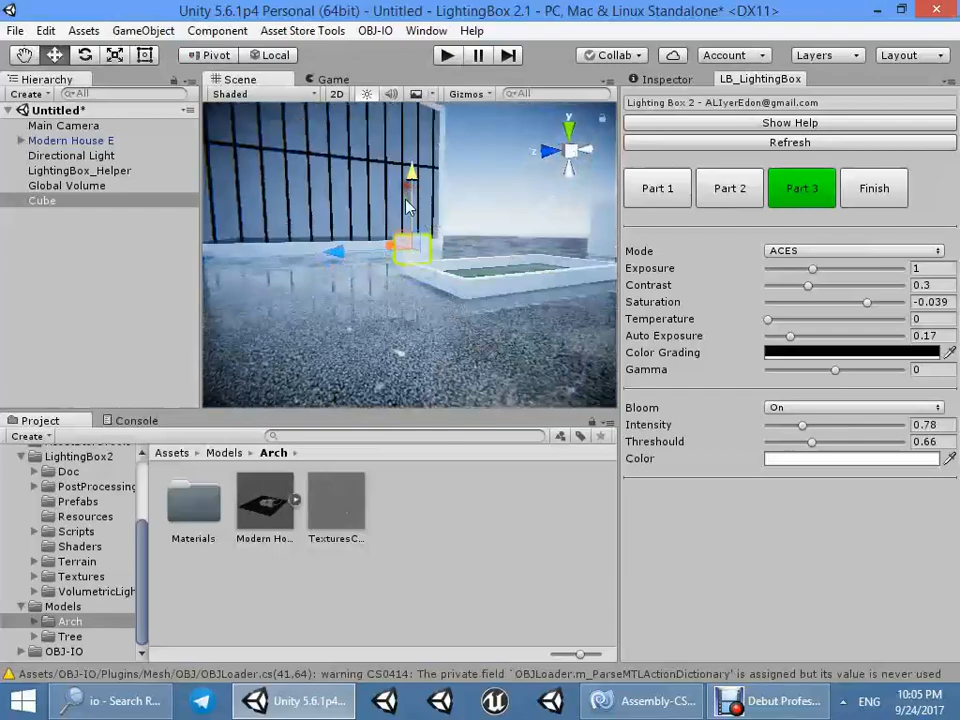 Unity 5.6.1p4 Personal (64bit) - Untitled - LightingBox 2.1 - PC, Mac & Linux Standalone* <DX11>
File Edit Assets GameObject Component Asset Store Tools OBJ-IO Window Help
Pivot Local Collab Account Layers Layout
Hierarchy Scene Game Inspector LB_LightingBox
Create All Shaded 2D Gizmos All Lighting Box 2 - ALIyerEdon@gmail.com
Untitled*
Main Camera
Modern House E
Directional Light
LightingBox_Helper
Global Volume
Cube
y
z
Show Help
Refresh
Part 1 Part 2 Part 3 Finish
Mode ACES
Exposure 1
Contrast 0.3
Saturation -0.039
Temperature 0
Auto Exposure 0.17
Color Grading
Gamma 0
Bloom On
Intensity 0.78
Threshould 0.66
Color
Project Console
Create
LightingBox2
Doc
PostProcessing
Prefabs
Resources
Scripts
Shaders
Terrain
Textures
VolumetricLigh
Models
Arch
Tree
OBJ-IO
Assets Models Arch
Materials Modern Ho... TexturesC...
Assets/OBJ-IO/Plugins/Mesh/OBJ/OBJLoader.cs(41,64): warning CS0414: The private field `OBJLoader.m_ParseMTLActionDictionary' is assigned but its value is never used
io - Search R... Unity 5.6.1p4... Assembly-CS... Debut Profes...
10:05 PM
9/24/2017